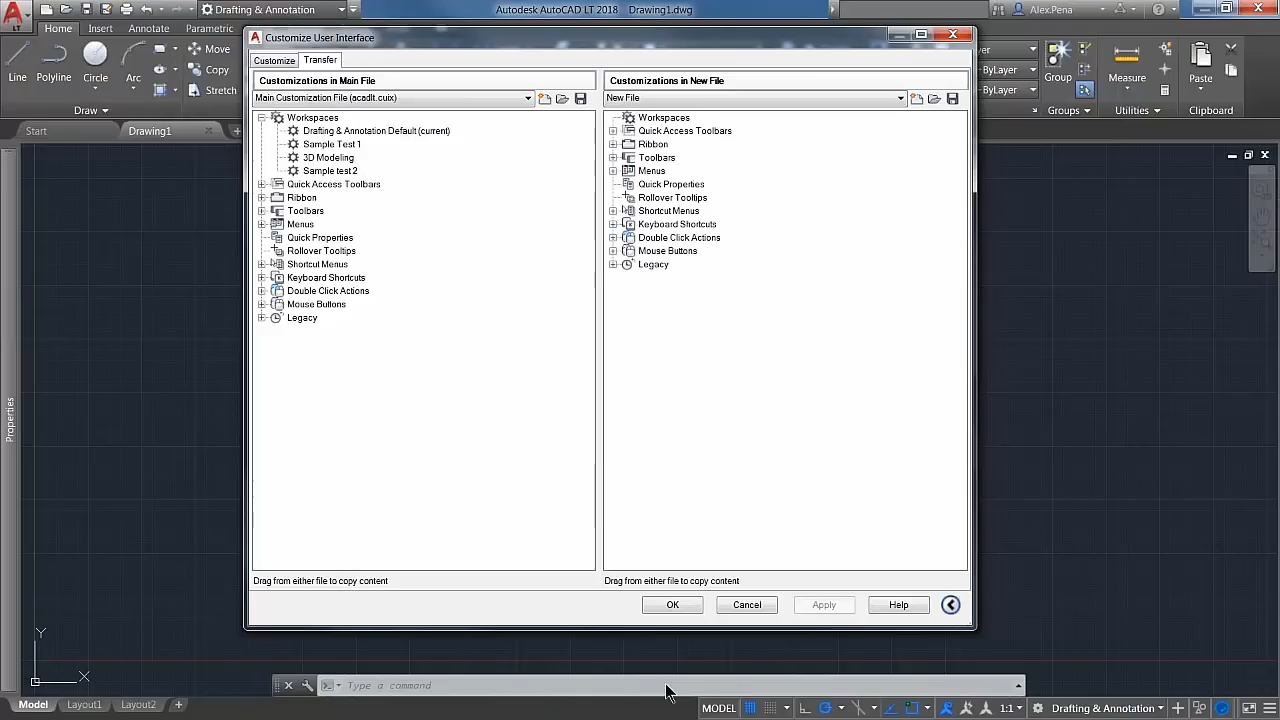 LT
Drafting & Annotation
Autodesk AutoCAD LT 2018 Drawing1.dwg
Alex.Pena
Home Insert Annotate Parametric
Line Polyline Circle Arc
Move
Copy
Stretch
Draw
yer
ByLayer
ByLayer
Group
Groups
Measure
Utilities
Paste
Clipboard
Start Drawing1
Properties
Customize User Interface
Customize Transfer
Customizations in Main File
Main Customization File (acadlt.cuix)
Workspaces
Drafting & Annotation Default (current)
Sample Test 1
3D Modeling
Sample test 2
Quick Access Toolbars
Ribbon
Toolbars
Menus
Quick Properties
Rollover Tooltips
Shortcut Menus
Keyboard Shortcuts
Double Click Actions
Mouse Buttons
Legacy
Drag from either file to copy content
Customizations in New File
New File
Workspaces
Quick Access Toolbars
Ribbon
Toolbars
Menus
Quick Properties
Rollover Tooltips
Shortcut Menus
Keyboard Shortcuts
Double Click Actions
Mouse Buttons
Legacy
Drag from either file to copy content
OK Cancel Apply Help
Y
X
Type a command
Model Layout1 Layout2 +
MODEL 1:1 Drafting & Annotation